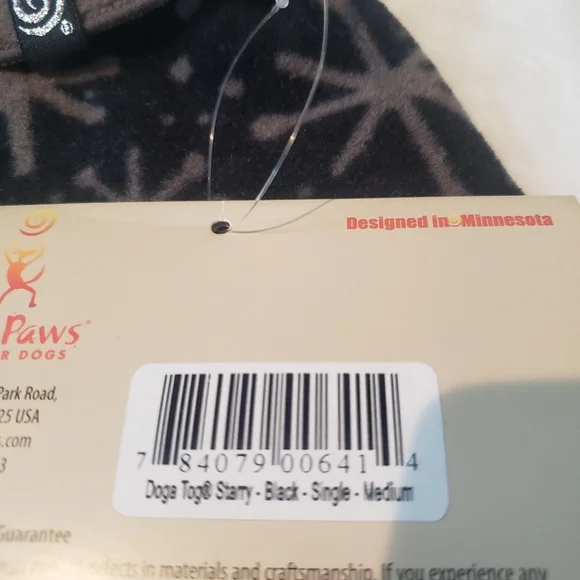 Designed in Minnesota
Paws®
R DOGS
Park Road,
25 USA
s.com
3
7 84079 00641 4
Doga Tog® Starry - Black - Single - Medium
Guarantee
in materials and craftsmanship. If you experience any